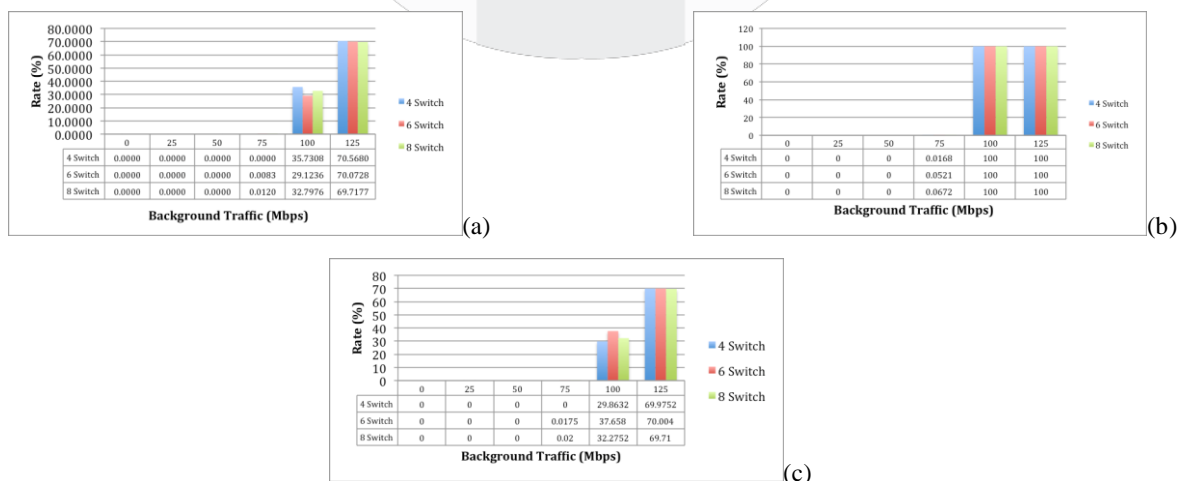 80.0000
70.0000
60.0000
50.0000
40.0000
30.0000
20.0000
10.0000
0.0000
Rate (%)
0 25 50 75 100 125
4 Switch 0.0000 0.0000 0.0000 0.0000 35.7308 70.5680
6 Switch 0.0000 0.0000 0.0000 0.0083 29.1236 70.0728
8 Switch 0.0000 0.0000 0.0000 0.0120 32.7976 69.7177
Background Traffic (Mbps)
4 Switch
6 Switch
8 Switch
(a)
120
100
80
60
40
20
0
Rate (%)
0 25 50 75 100 125
4 Switch 0 0 0 0.0168 100 100
6 Switch 0 0 0 0.0521 100 100
8 Switch 0 0 0 0.0672 100 100
Background Traffic (Mbps)
4 Switch
6 Switch
8 Switch
(b)
80
70
60
50
40
30
20
10
0
Rate (%)
0 25 50 75 100 125
4 Switch 0 0 0 0 29.8632 69.9752
6 Switch 0 0 0 0.0175 37.658 70.004
8 Switch 0 0 0 0.02 32.2752 69.71
Background Traffic (Mbps)
4 Switch
6 Switch
8 Switch
(c)